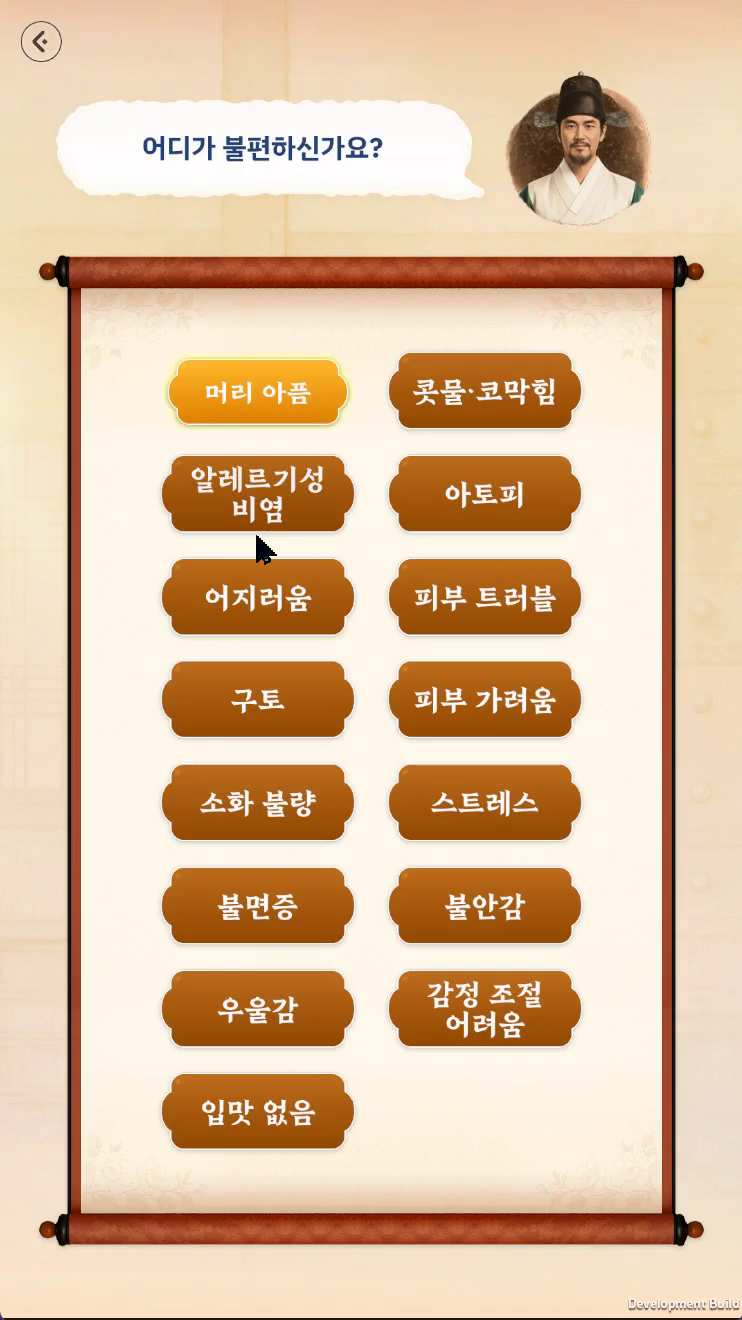 어디가 불편하신가요?
머리 아픔
콧물·코막힘
알레르기성
비염
아토피
어지러움
피부 트러블
구토
피부 가려움
소화 불량
스트레스
불면증
불안감
우울감
감정 조절
어려움
입맛 없음
Development Build